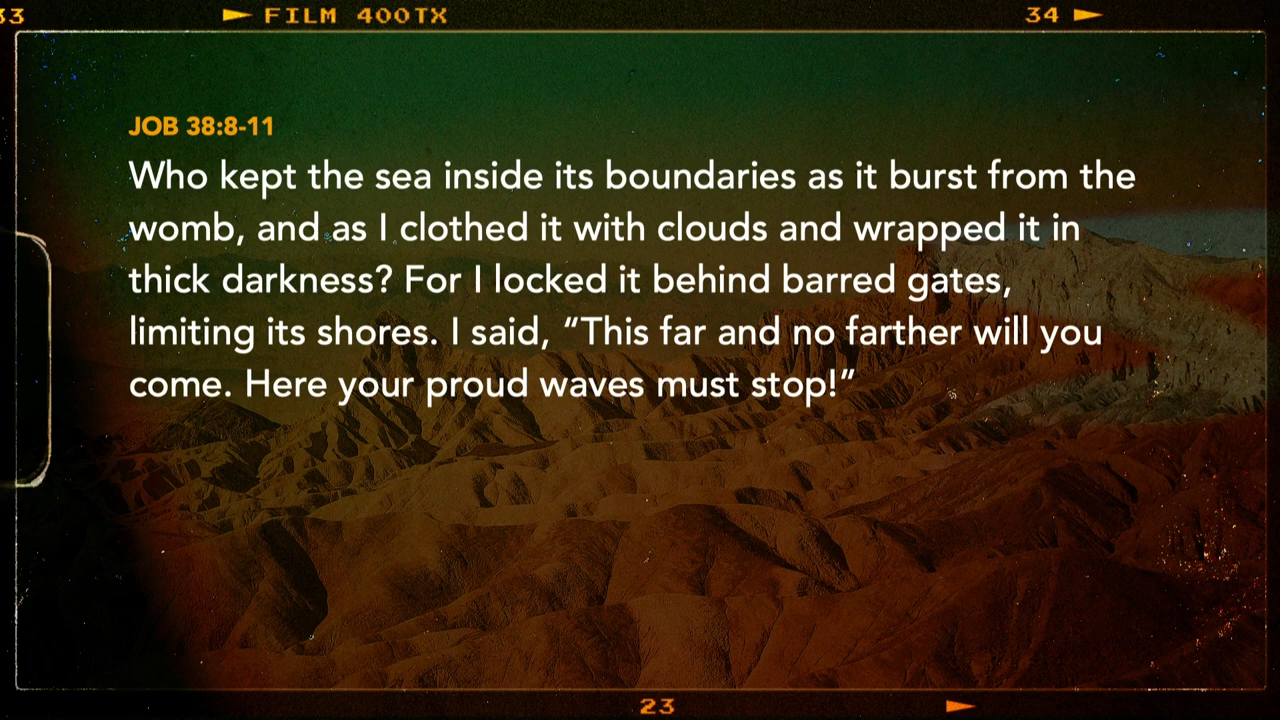 33 FILM 400TX 34
JOB 38:8-11
Who kept the sea inside its boundaries as it burst from the
womb, and as I clothed it with clouds and wrapped it in
thick darkness? For I locked it behind barred gates,
limiting its shores. I said, “This far and no farther will you
come. Here your proud waves must stop!”
23